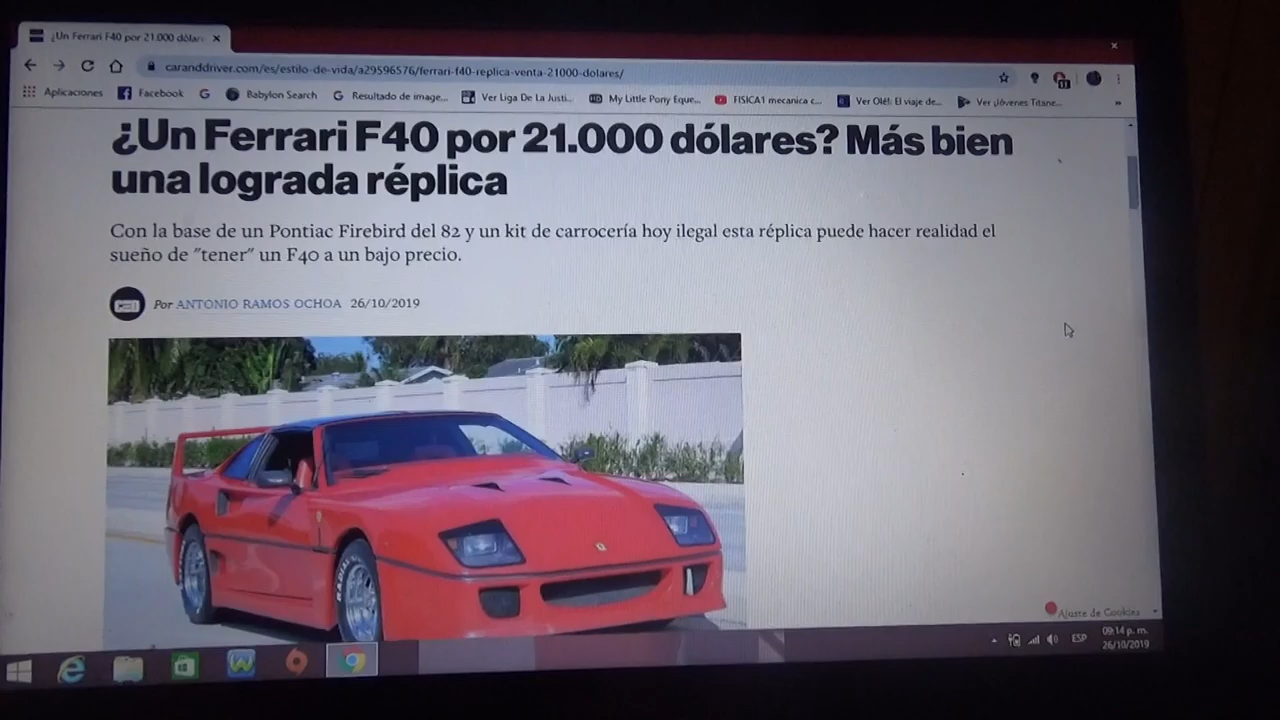 ¿Un Ferrari F40 por 21.000 dólar
caranddriver.com/es/estilo-de-vida/a29596576/ferrari-f40-replica-venta-21000-dolares/
Aplicaciones Facebook Babylon Search Resultado de image... Ver Liga De La Justi... My Little Pony Eque... FISICA1 mecanica c... Ver Olé!: El viaje de... Ver ¡Jóvenes Titane... »
¿Un Ferrari F40 por 21.000 dólares? Más bien
una lograda réplica
Con la base de un Pontiac Firebird del 82 y un kit de carrocería hoy ilegal esta réplica puede hacer realidad el
sueño de "tener" un F40 a un bajo precio.
Por ANTONIO RAMOS OCHOA 26/10/2019
RADIAL
Ajuste de Cookies
ESP
09:14 p. m.
26/10/2019